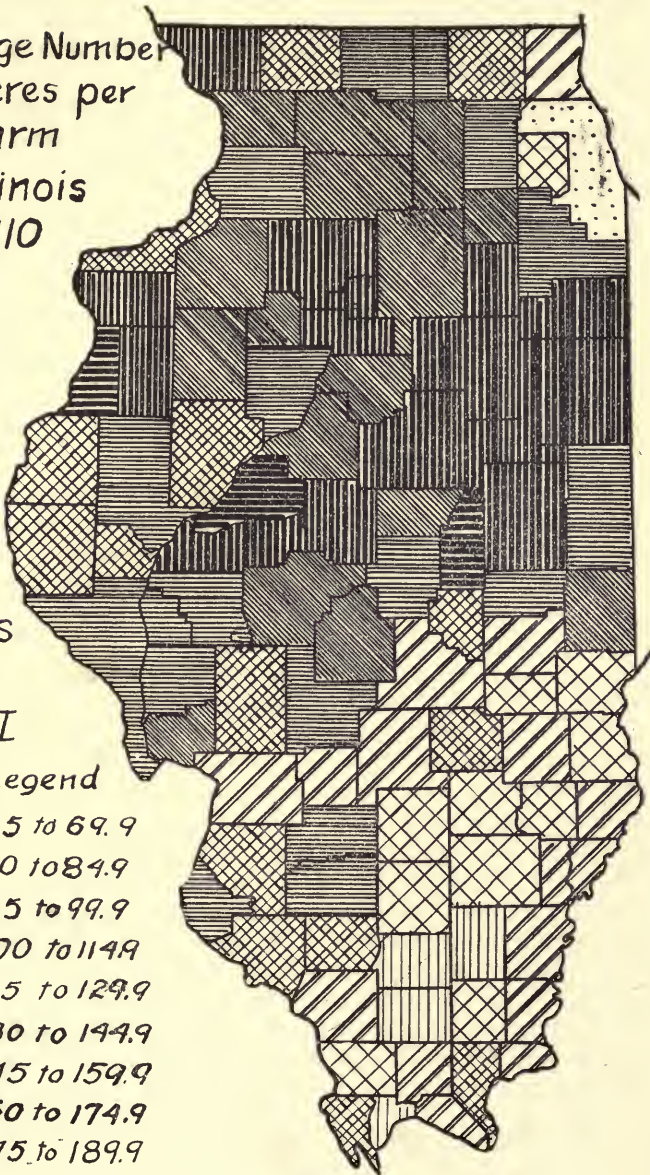 ge Number
cres per
arm
inois
10
S
I
egend
5 to 69.9
0 to 84.9
5 to 99.9
00 to 114.9
5 to 129.9
30 to 144.9
45 to 159.9
60 to 174.9
75 to 189.9